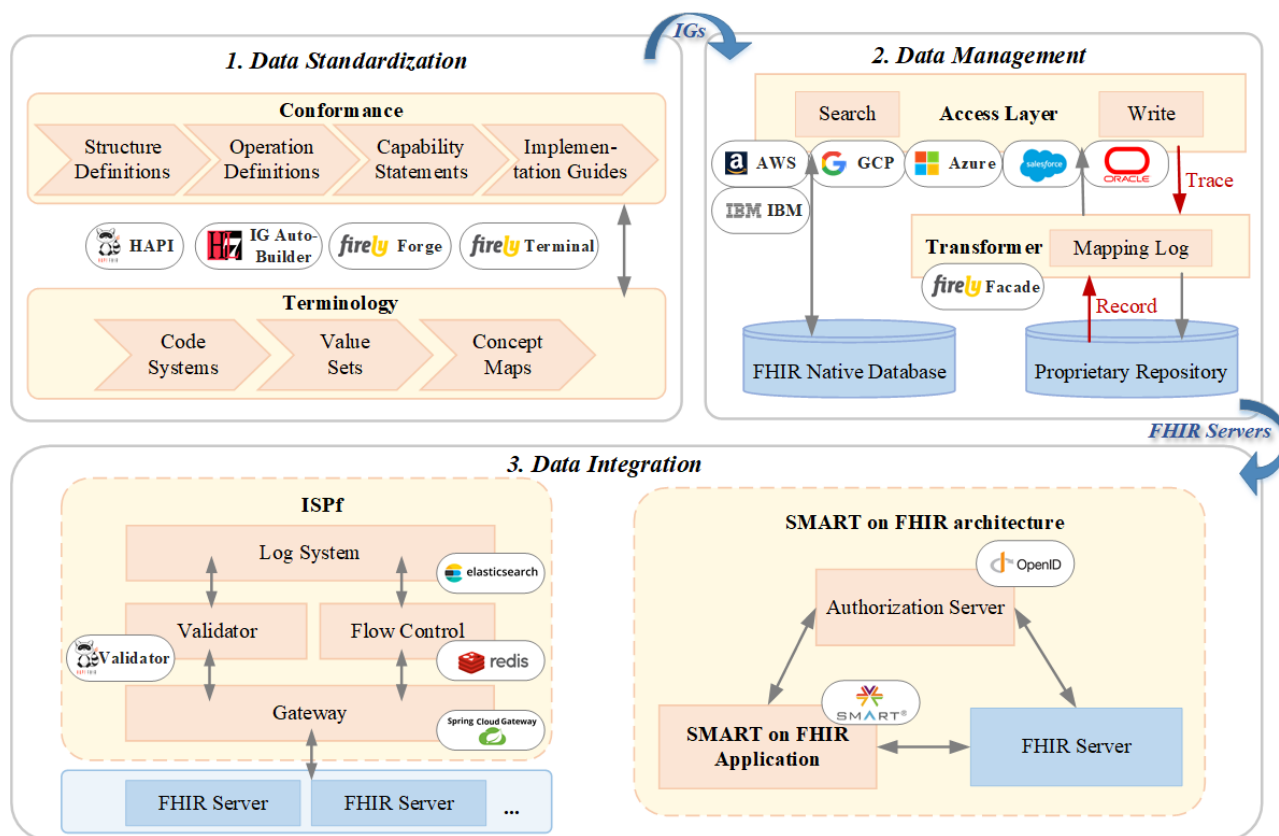 IGs
1. Data Standardization
Conformance
Structure
Definitions
Operation
Definitions
Capability
Statements
Implemen-
tation Guides
HAPI
IG Auto-
Builder
firely Forge
firely Terminal
Terminology
Code
Systems
Value
Sets
Concept
Maps
2. Data Management
Search
Access Layer
Write
a AWS
GCP
Azure
salesforce
ORACLE
IBM IBM
Trace
Transformer
Mapping Log
firely Facade
Record
FHIR Native Database
Proprietary Repository
FHIR Servers
3. Data Integration
ISPf
Log System
elasticsearch
Validator
Flow Control
Validator
redis
Gateway
Spring Cloud Gateway
FHIR Server
FHIR Server
...
SMART on FHIR architecture
OpenID
Authorization Server
SMART®
SMART on FHIR
Application
FHIR Server